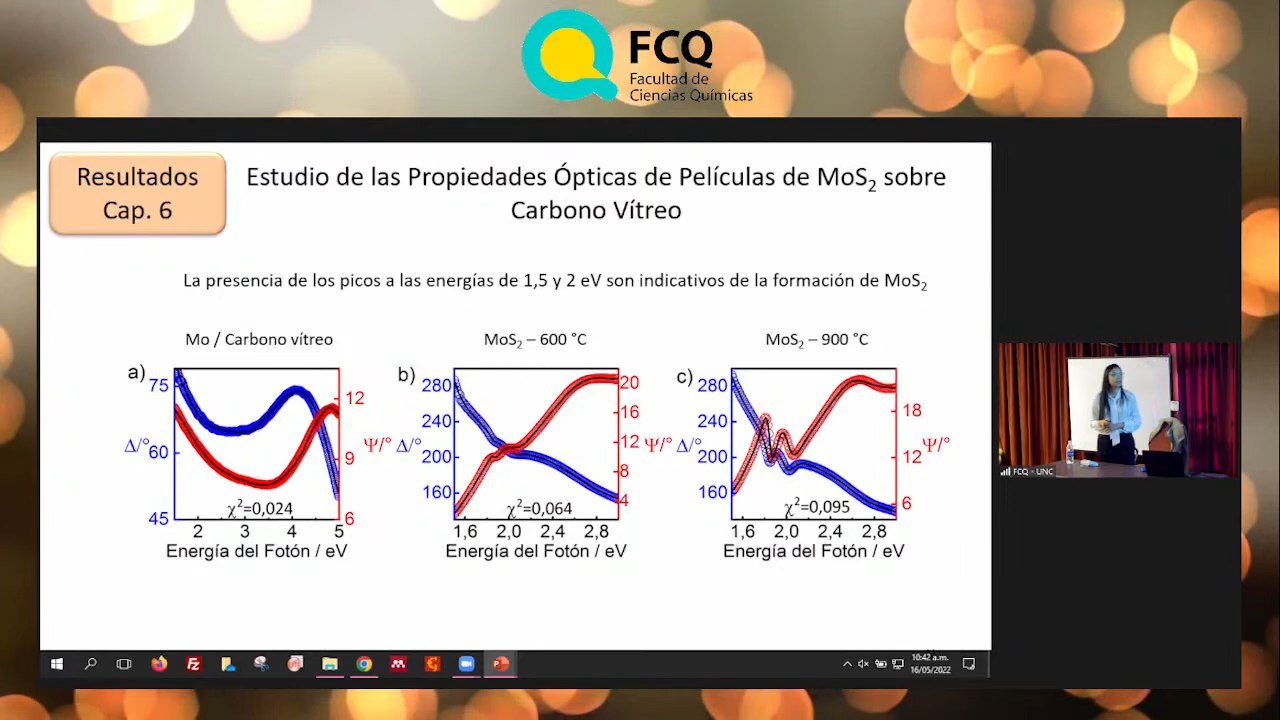 FCQ
Facultad de
Ciencias Químicas
Resultados
Cap. 6
Estudio de las Propiedades Ópticas de Películas de MoS₂ sobre
Carbono Vítreo
La presencia de los picos a las energías de 1,5 y 2 eV son indicativos de la formación de MoS₂
Mo / Carbono vítreo
a)
75
60
45
Δ/°
12
9
6
Ψ/°
χ²=0,024
2 3 4 5
Energía del Fotón / eV
MoS₂ – 600 °C
b)
280
240
200
160
Δ/°
20
16
12
8
4
Ψ/°
χ²=0,064
1,6 2,0 2,4 2,8
Energía del Fotón / eV
MoS₂ – 900 °C
c)
280
240
200
160
Δ/°
18
12
6
Ψ/°
χ²=0,095
1,6 2,0 2,4 2,8
Energía del Fotón / eV
FCQ - UNC
10:42 a.m.
16/05/2022